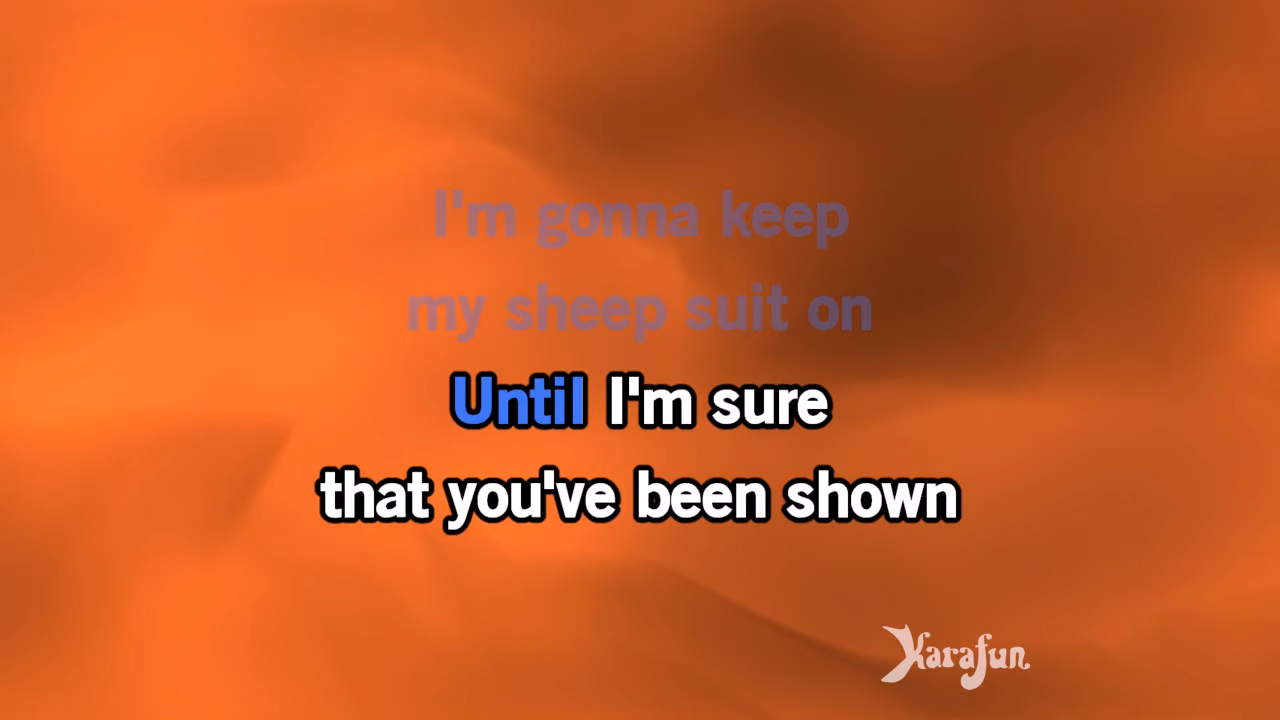 I'm gonna keep
my sheep suit on
Until I'm sure
that you've been shown
Karafun